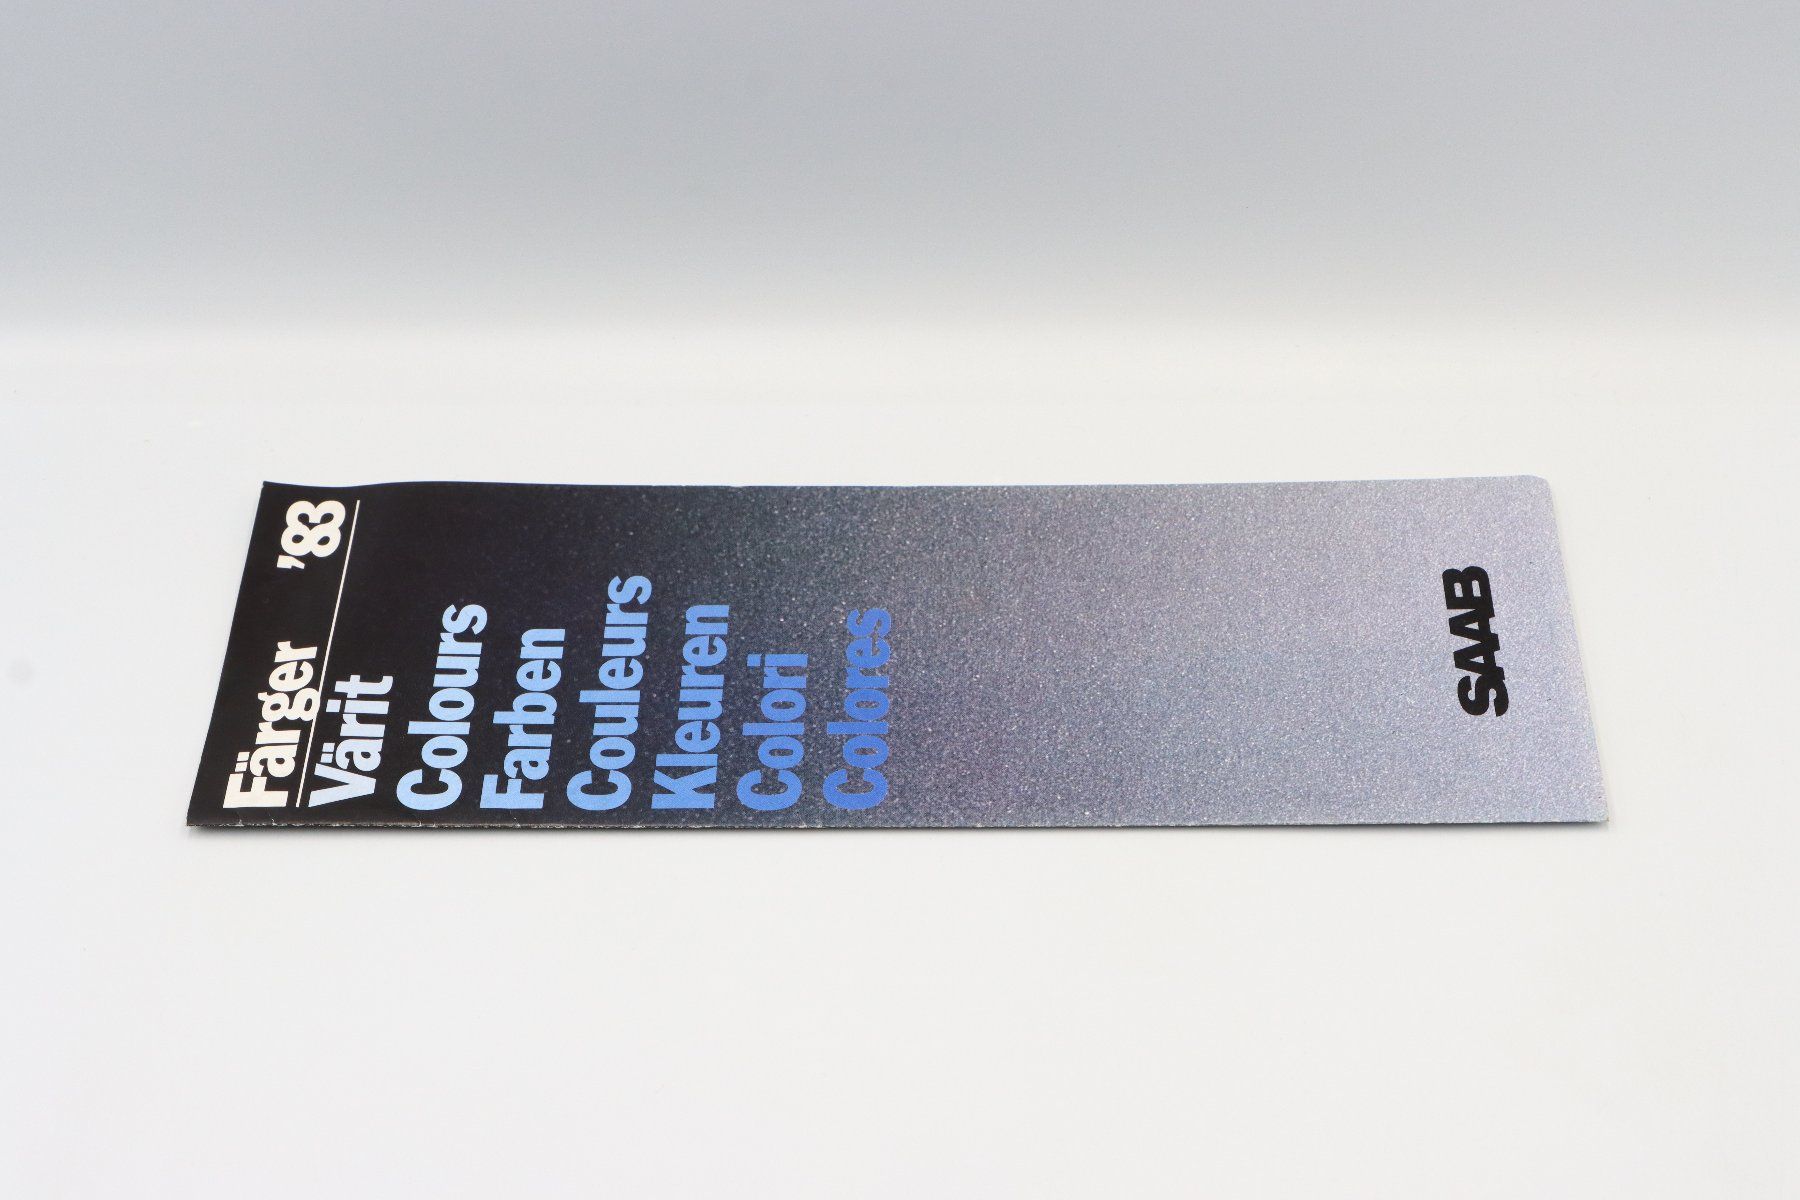 Färger '83
Värit
Colours
Farben
Couleurs
Kleuren
Colori
Colores
SAAB